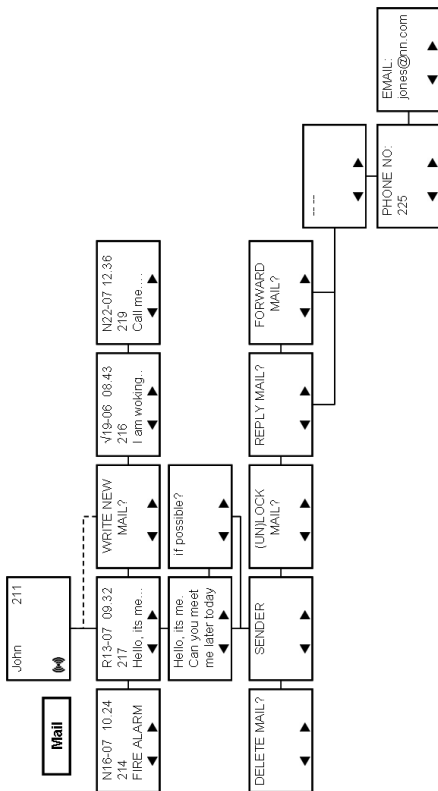 Mail
John 211
N16-07 10.24
214
FIRE ALARM
R13-07 09.32
217
Hello, its me...
WRITE NEW
MAIL?
√19-06 08.43
216
I am woking..
N22-07 12.36
219
Call me....
Hello, its me.
Can you meet
me later today
if possible?
DELETE MAIL?
SENDER
(UN)LOCK
MAIL?
REPLY MAIL?
FORWARD
MAIL?
-- --
PHONE NO:
225
EMAIL:
jones@nn.com